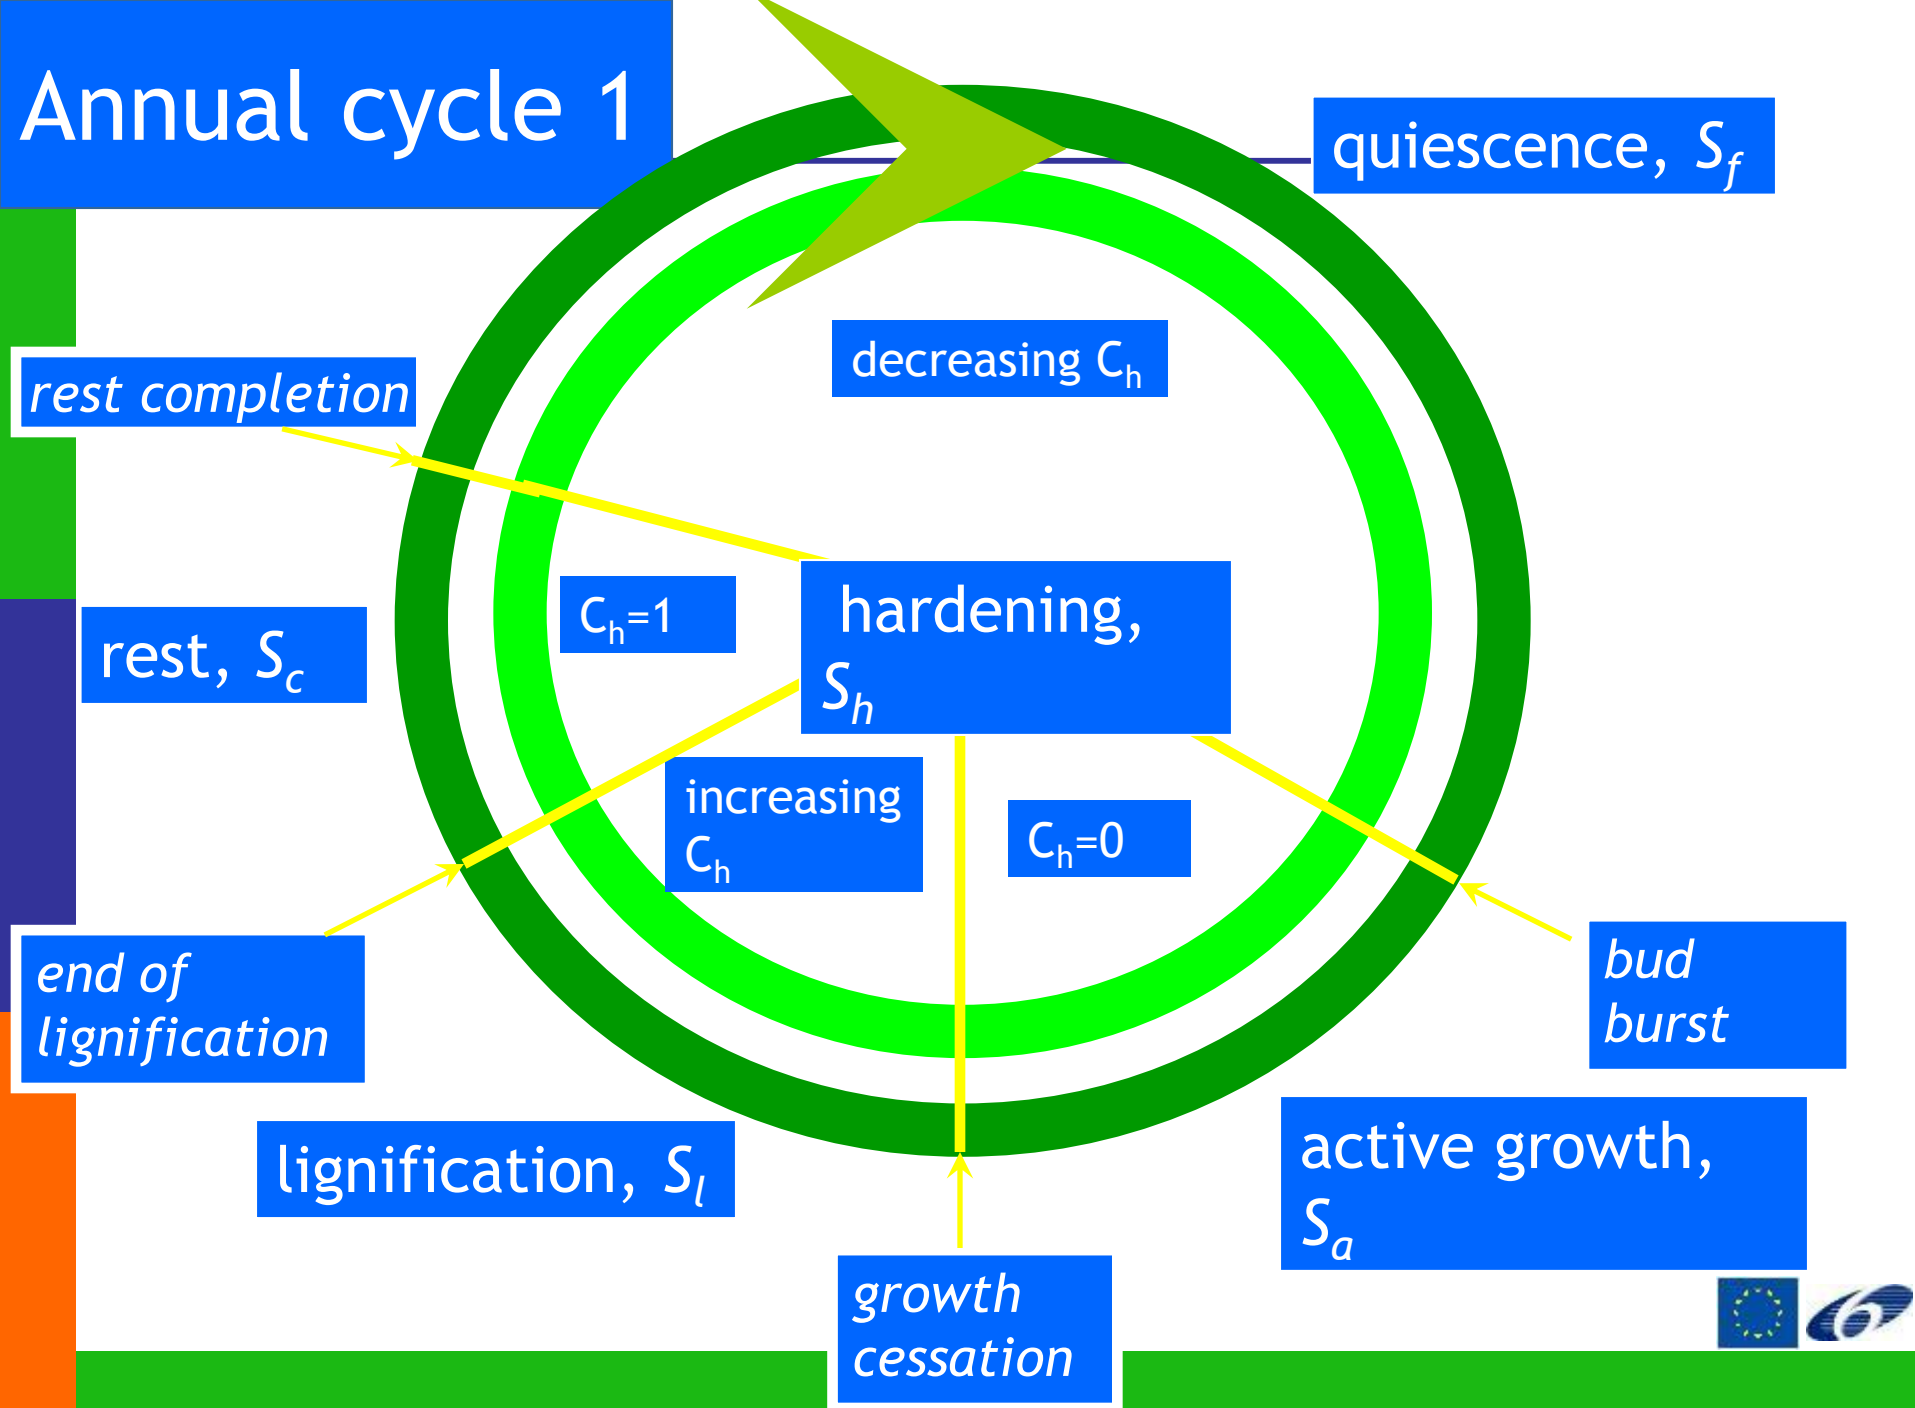 Annual cycle 1
quiescence, Sf
decreasing Ch
rest completion
Ch=1
hardening,
Sh
rest, Sc
increasing
Ch
Ch=0
end of
lignification
bud
burst
lignification, Sl
active growth,
Sa
growth
cessation
6